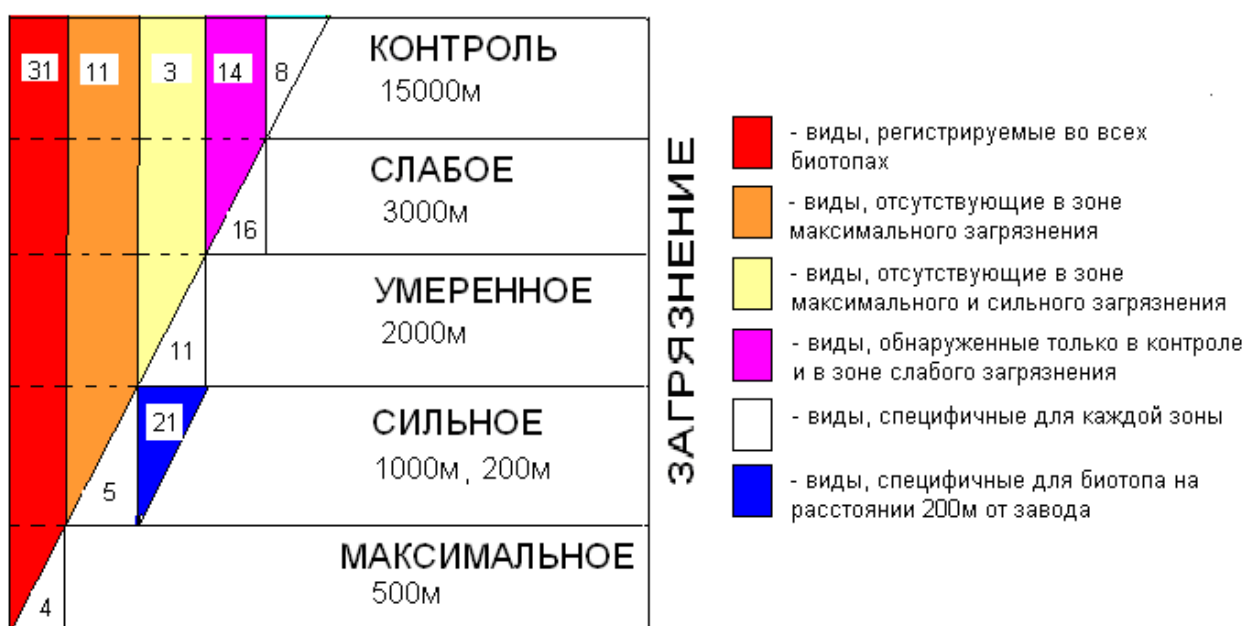 31 11 3 14 8
КОНТРОЛЬ
15000м
СЛАБОЕ
3000м
16
УМЕРЕННОЕ
2000м
11
21
СИЛЬНОЕ
1000м, 200м
5
МАКСИМАЛЬНОЕ
500м
4
ЗАГРЯЗНЕНИЕ
- виды, регистрируемые во всех
биотопах
- виды, отсутствующие в зоне
максимального загрязнения
- виды, отсутствующие в зоне
максимального и сильного загрязнения
- виды, обнаруженные только в контроле
и в зоне слабого загрязнения
- виды, специфичные для каждой зоны
- виды, специфичные для биотопа на
расстоянии 200м от завода